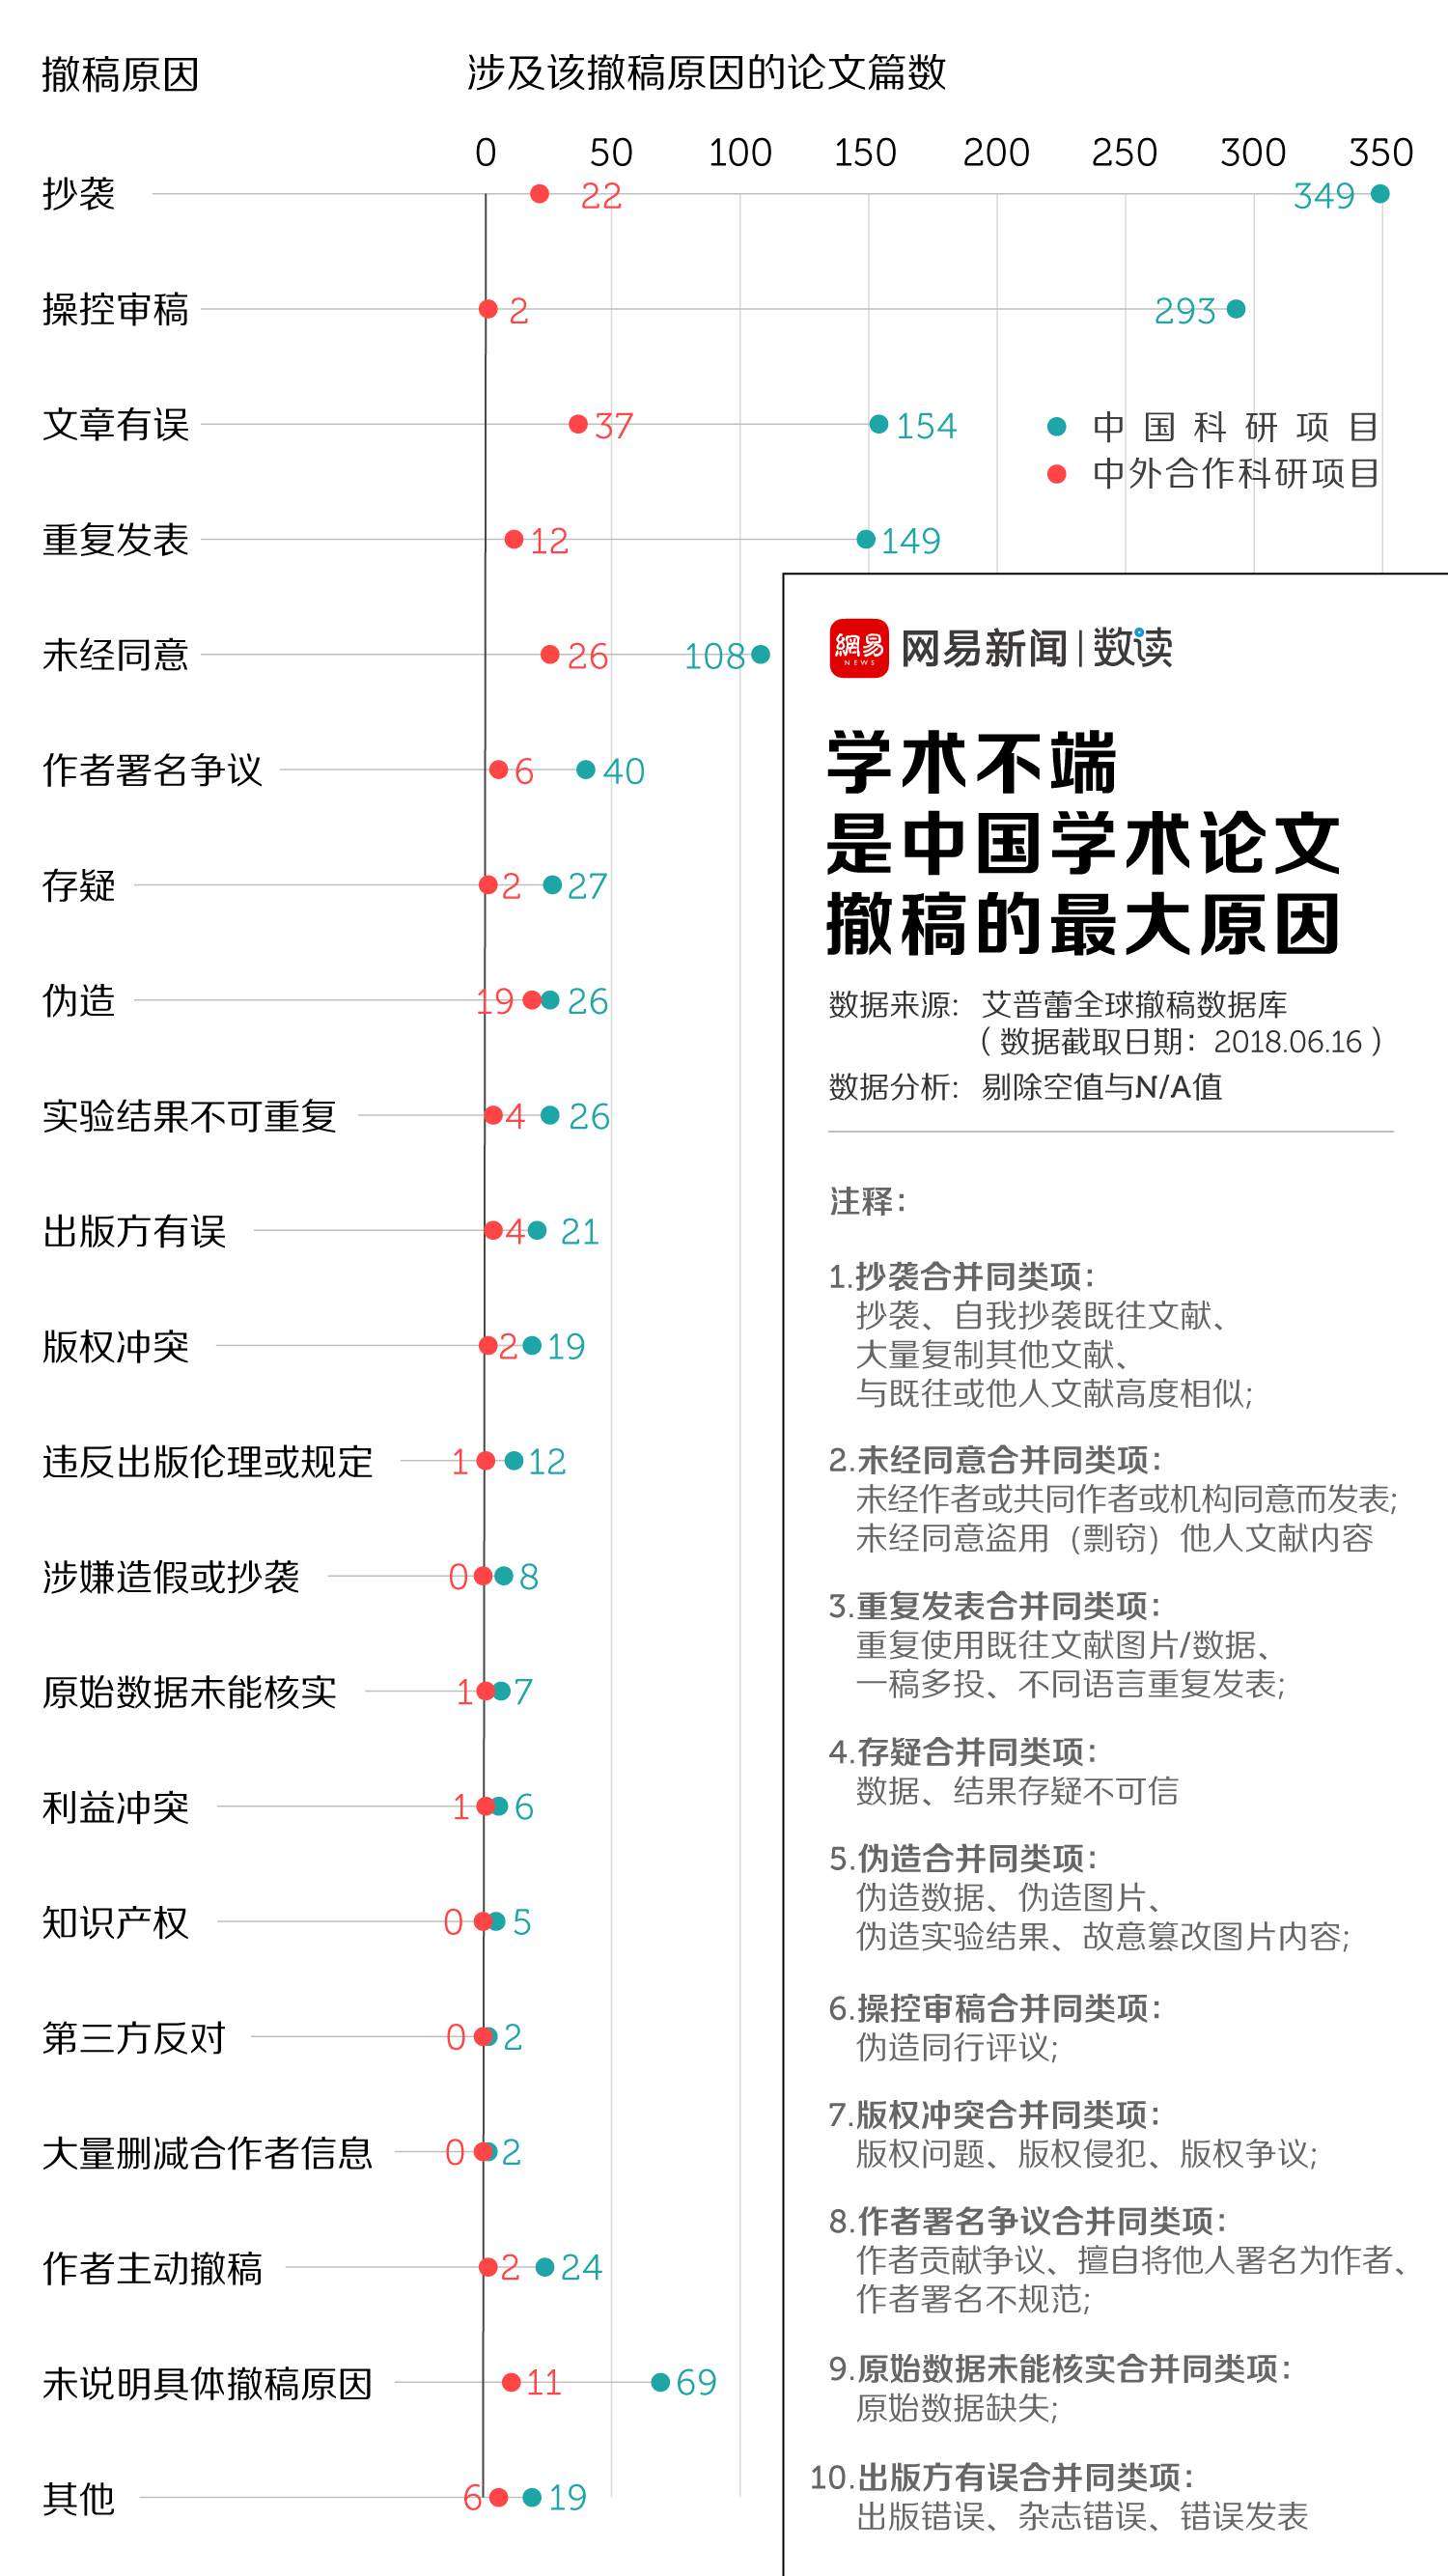 撤稿原因
涉及该撤稿原因的论文篇数
0 50 100 150 200 250 300 350
抄袭 22 349
操控审稿 2 293
文章有误 37 154
中国科研项目
中外合作科研项目
重复发表 12 149
未经同意 26 108
作者署名争议 6 40
存疑 2 27
伪造 19 26
实验结果不可重复 4 26
出版方有误 4 21
版权冲突 2 19
违反出版伦理或规定 1 12
涉嫌造假或抄袭 0 8
原始数据未能核实 1 7
利益冲突 1 6
知识产权 0 5
第三方反对 0 2
大量删减合作者信息 0 2
作者主动撤稿 2 24
未说明具体撤稿原因 11 69
其他 6 19
網易 NEWS 网易新闻 | 数读
学术不端
是中国学术论文
撤稿的最大原因
数据来源: 艾普蕾全球撤稿数据库
（数据截取日期：2018.06.16）
数据分析: 剔除空值与N/A值
注释：
1.抄袭合并同类项：
抄袭、自我抄袭既往文献、
大量复制其他文献、
与既往或他人文献高度相似;
2.未经同意合并同类项：
未经作者或共同作者或机构同意而发表;
未经同意盗用（剽窃）他人文献内容
3.重复发表合并同类项：
重复使用既往文献图片/数据、
一稿多投、不同语言重复发表;
4.存疑合并同类项：
数据、结果存疑不可信
5.伪造合并同类项：
伪造数据、伪造图片、
伪造实验结果、故意篡改图片内容;
6.操控审稿合并同类项：
伪造同行评议;
7.版权冲突合并同类项：
版权问题、版权侵犯、版权争议;
8.作者署名争议合并同类项：
作者贡献争议、擅自将他人署名为作者、
作者署名不规范;
9.原始数据未能核实合并同类项：
原始数据缺失;
10.出版方有误合并同类项：
出版错误、杂志错误、错误发表